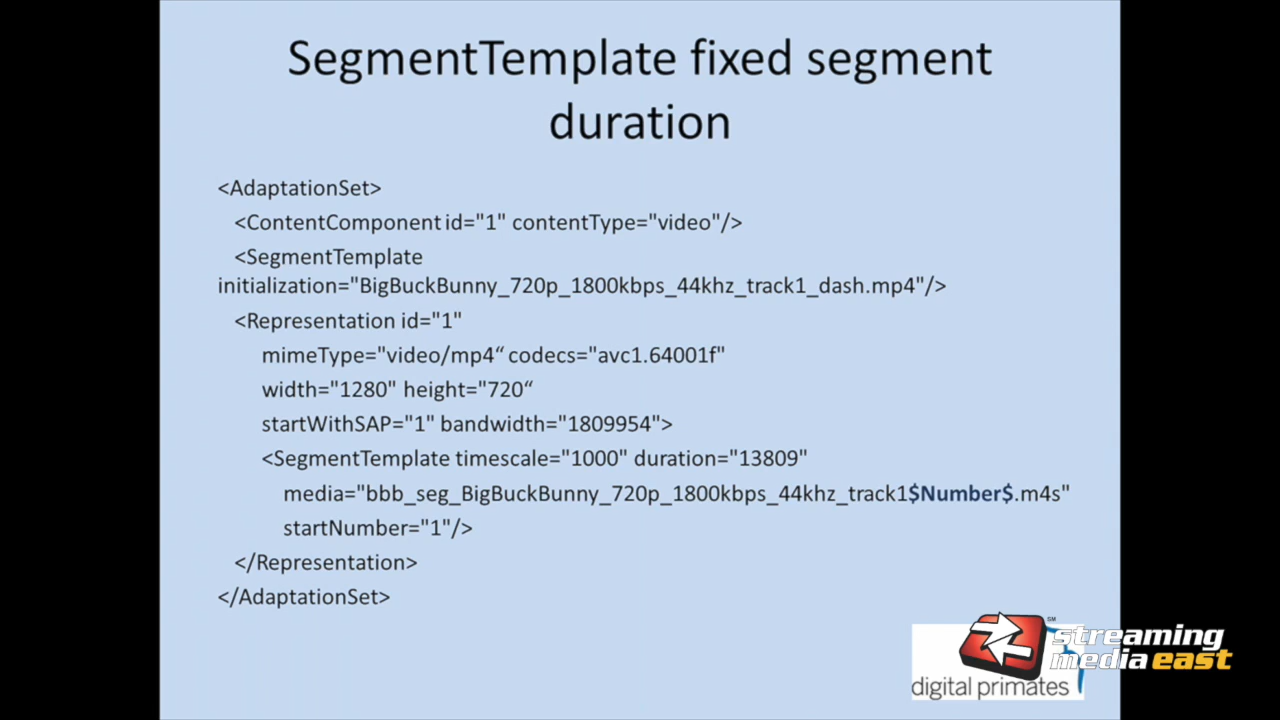 SegmentTemplate fixed segment
duration
<AdaptationSet>
<ContentComponent id="1" contentType="video"/>
<SegmentTemplate
initialization="BigBuckBunny_720p_1800kbps_44khz_track1_dash.mp4"/>
<Representation id="1"
mimeType="video/mp4“ codecs="avc1.64001f"
width="1280" height="720“
startWithSAP="1" bandwidth="1809954">
<SegmentTemplate timescale="1000" duration="13809"
media="bbb_seg_BigBuckBunny_720p_1800kbps_44khz_track1$Number$.m4s"
startNumber="1"/>
</Representation>
</AdaptationSet>
SM
streaming
media east
digital primates